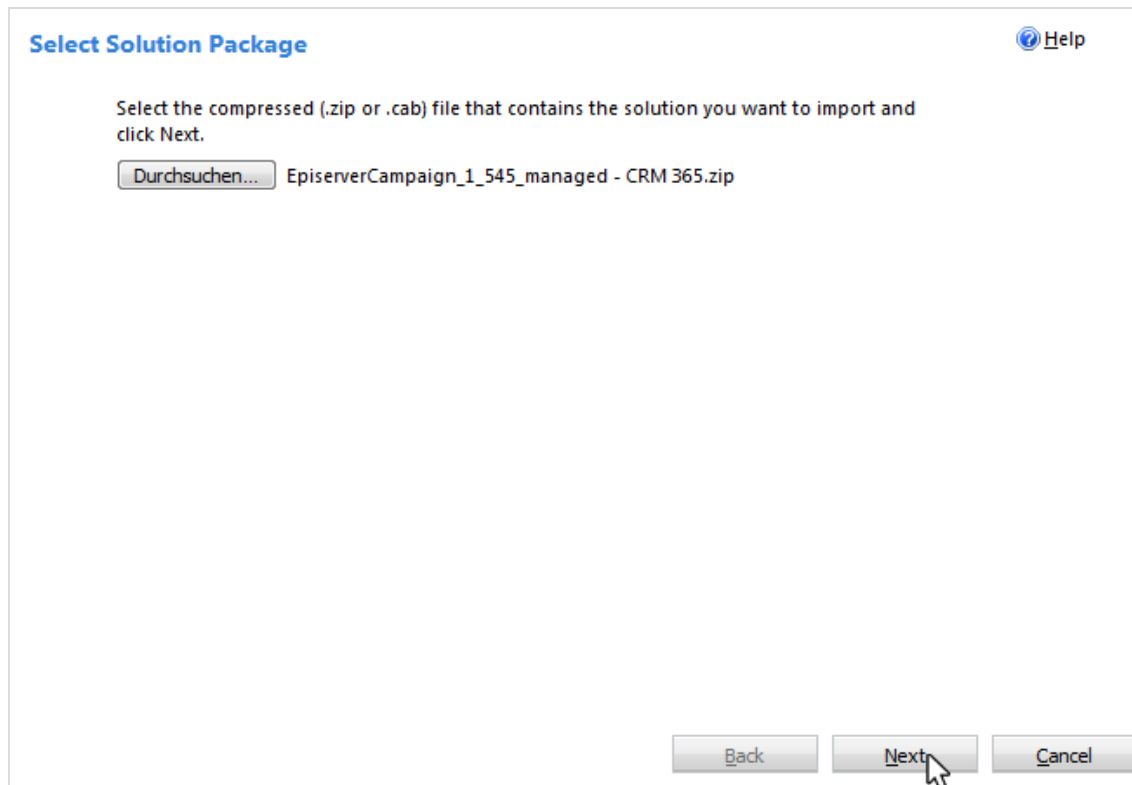 Select Solution Package
Help
Select the compressed (.zip or .cab) file that contains the solution you want to import and
click Next.
Durchsuchen... EpiserverCampaign_1_545_managed - CRM 365.zip
Back Next Cancel